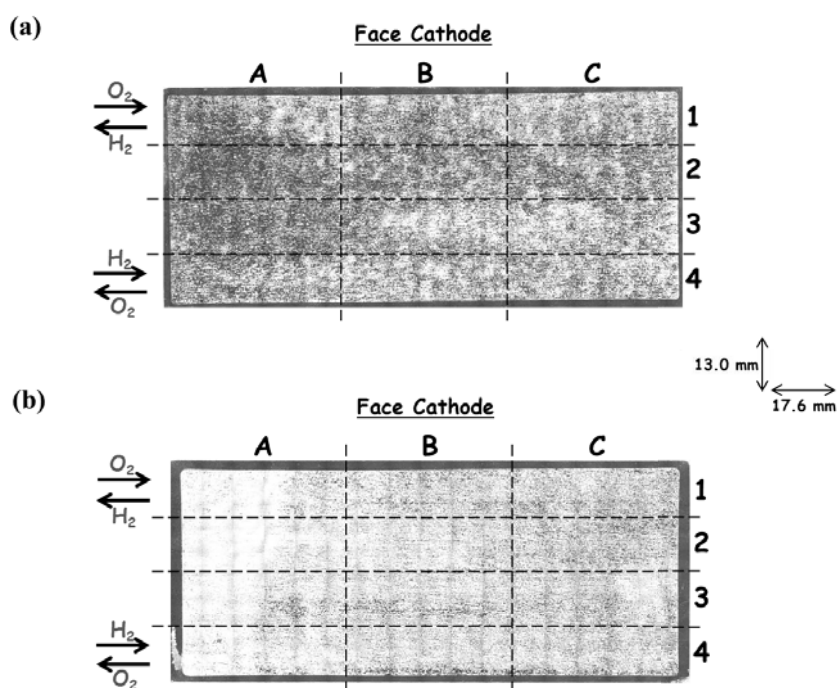 (a)
Face Cathode
A B C
O₂
H₂
1
2
3
H₂
O₂
4
13.0 mm
17.6 mm
(b)
Face Cathode
A B C
O₂
H₂
1
2
3
H₂
O₂
4